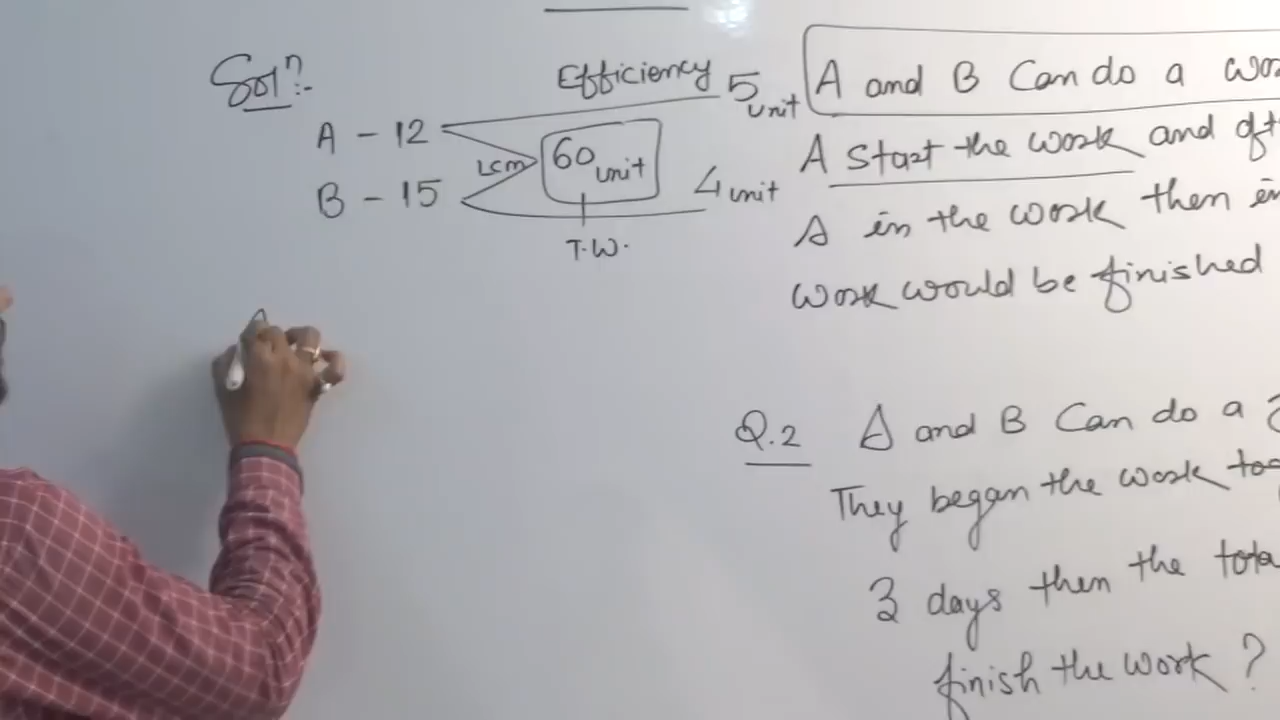 Soln:-
Efficiency
A - 12
5 unit
LCM
60 unit
B - 15
4 unit
T.W.
A and B Can do a
A start the work and
A in the work then
work would be finished
Q.2 A and B Can do a
They began the work
3 days then the
finish the work ?